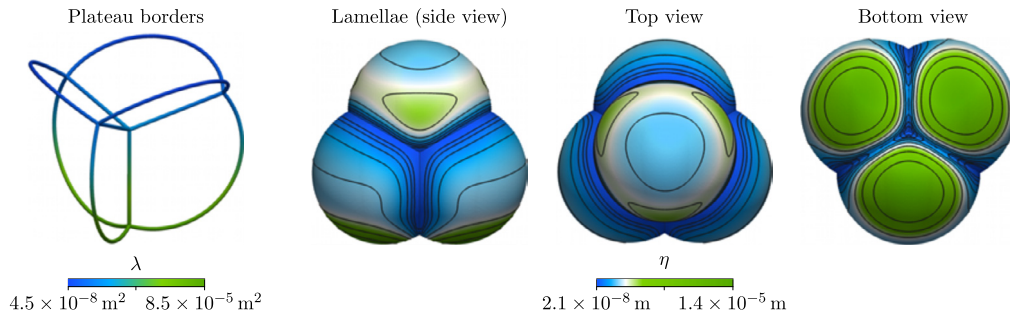 Plateau borders
Lamellae (side view)
Top view
Bottom view
λ
4.5 × 10⁻⁸ m² 8.5 × 10⁻⁵ m²
η
2.1 × 10⁻⁸ m 1.4 × 10⁻⁵ m